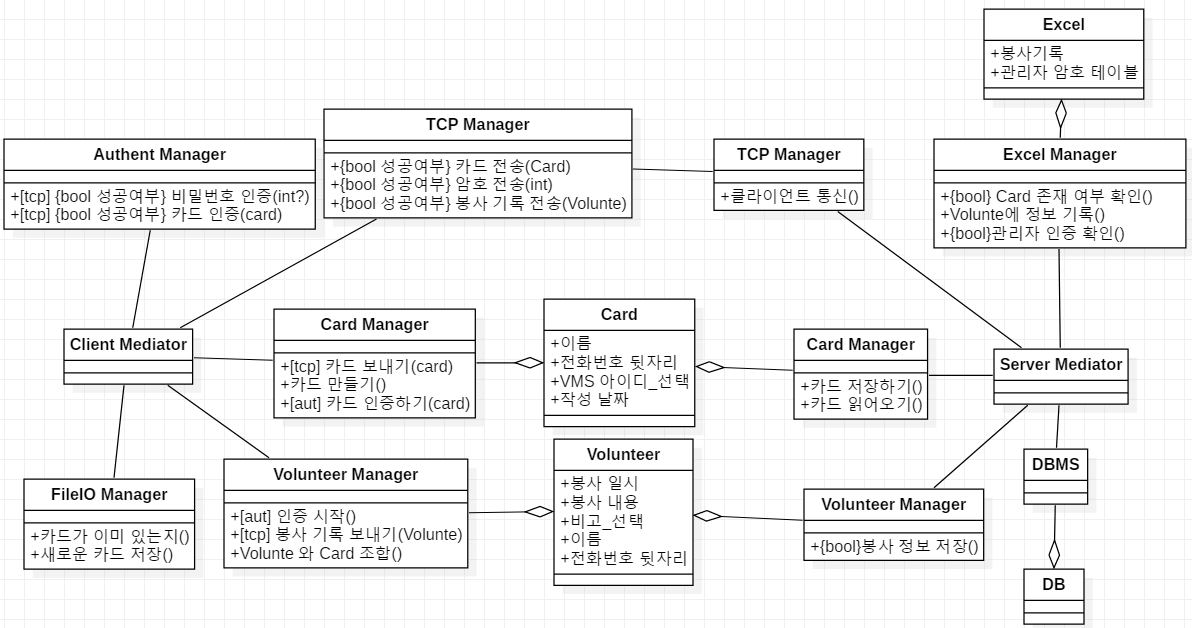 Excel
+봉사기록
+관리자 암호 테이블
TCP Manager
+{bool 성공여부} 카드 전송(Card)
+{bool 성공여부} 암호 전송(int)
+{bool 성공여부} 봉사 기록 전송(Volunte)
Authent Manager
+[tcp] {bool 성공여부} 비밀번호 인증(int?)
+[tcp] {bool 성공여부} 카드 인증(card)
TCP Manager
+클라이언트 통신()
Excel Manager
+{bool} Card 존재 여부 확인()
+Volunte에 정보 기록()
+{bool}관리자 인증 확인()
Client Mediator
Card Manager
+[tcp] 카드 보내기(card)
+카드 만들기()
+[aut] 카드 인증하기(card)
Card
+이름
+전화번호 뒷자리
+VMS 아이디_선택
+작성 날짜
Card Manager
+카드 저장하기()
+카드 읽어오기()
Server Mediator
FileIO Manager
+카드가 이미 있는지()
+새로운 카드 저장()
Volunteer Manager
+[aut] 인증 시작()
+[tcp] 봉사 기록 보내기(Volunte)
+Volunte 와 Card 조합()
Volunteer
+봉사 일시
+봉사 내용
+비고_선택
+이름
+전화번호 뒷자리
Volunteer Manager
+{bool}봉사 정보 저장()
DBMS
DB